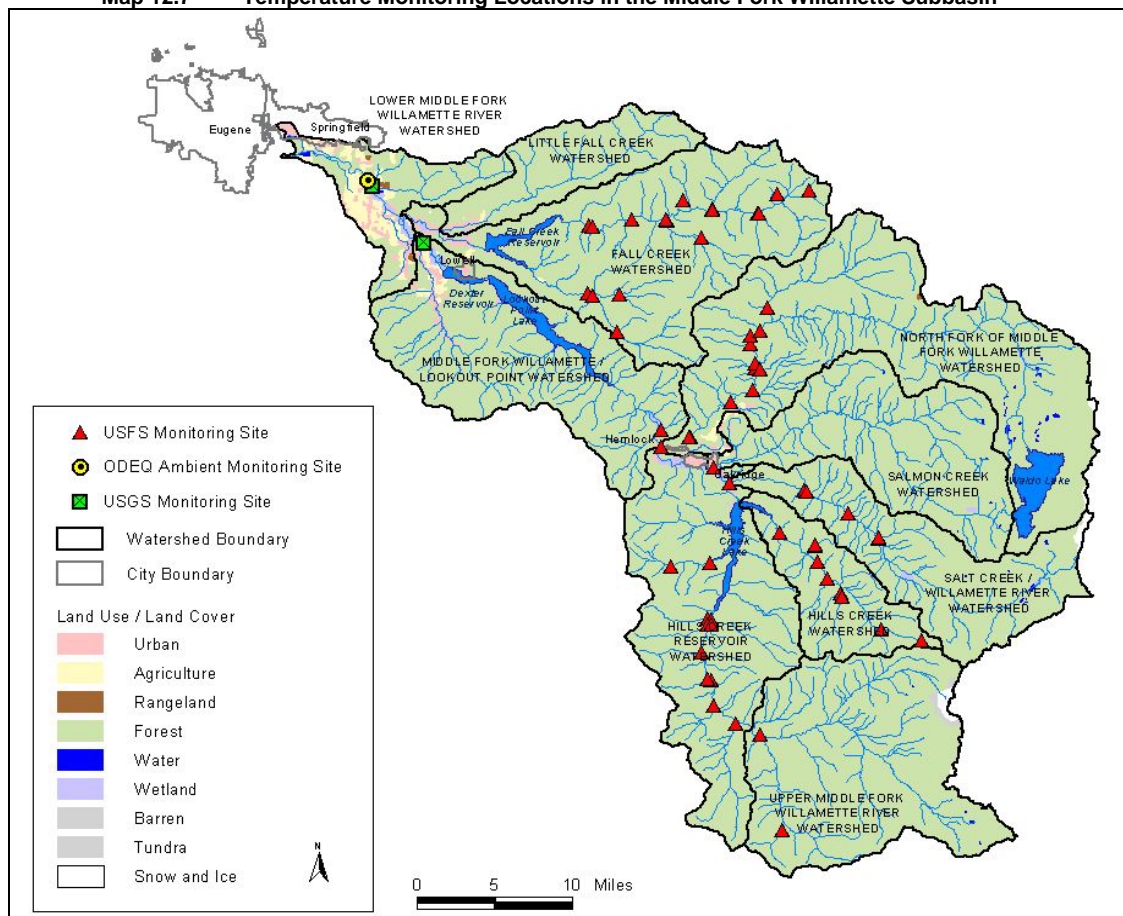 Map 12.7 Temperature Monitoring Locations in the Middle Fork Willamette Subbasin
LOWER MIDDLE FORK
WILLAMETTE RIVER
WATERSHED
Eugene
Springfield
LITTLE FALL CREEK
WATERSHED
Fall Creek
Reservoir
FALL CREEK
WATERSHED
Lowell
Dexter
Reservoir
Lookout
Point
Lake
MIDDLE FORK WILLAMETTE /
LOOKOUT POINT WATERSHED
NORTH FORK OF MIDDLE
FORK WILLAMETTE
WATERSHED
Hemlock
Oakridge
SALMON CREEK
WATERSHED
Waldo Lake
Hills
Creek
Lake
SALT CREEK /
WILLAMETTE RIVER
WATERSHED
HILLS CREEK
WATERSHED
HILLS CREEK
RESERVOIR
WATERSHED
UPPER MIDDLE FORK
WILLAMETTE RIVER
WATERSHED
USFS Monitoring Site
ODEQ Ambient Monitoring Site
USGS Monitoring Site
Watershed Boundary
City Boundary
Land Use / Land Cover
Urban
Agriculture
Rangeland
Forest
Water
Wetland
Barren
Tundra
Snow and Ice
N
0 5 10 Miles